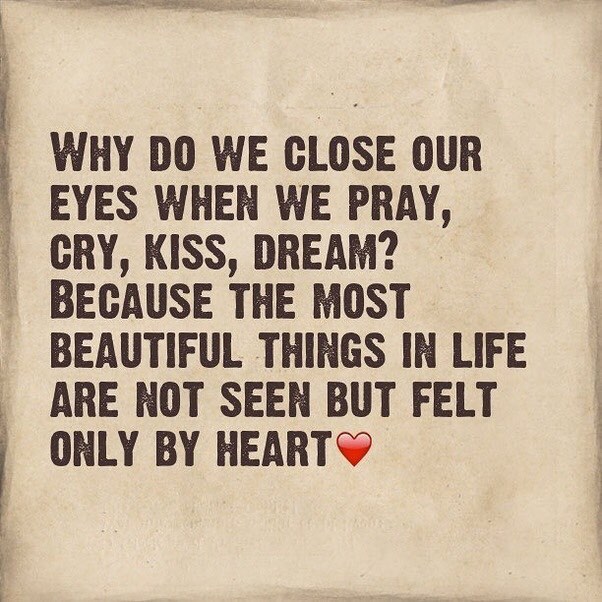 Why do we close our
eyes when we pray,
cry, kiss, dream?
Because the most
beautiful things in life
are not seen but felt
only by heart❤️